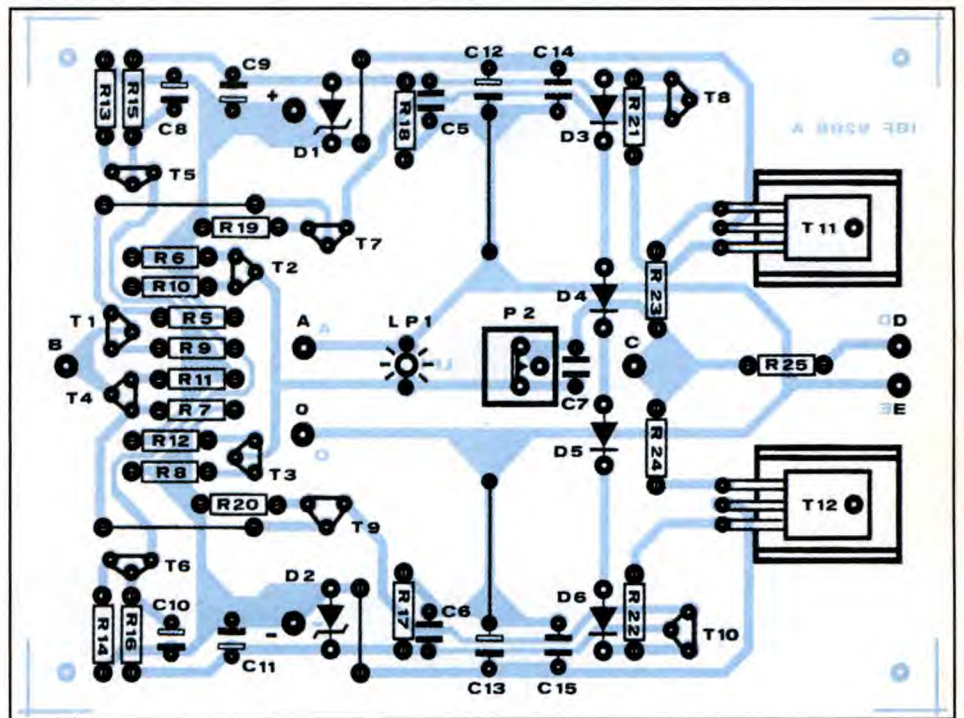 C12 C14
C9
R13 R15 + R18 R21 T8
C8 D1 C5 D3
IBF 9208 A
T5
R19 T7 T11
R6 T2
R10 R23
D4
T1 R5 A LP1 P2
R9 A C D
B LP1 R25
R11 C7 E
T4 R7
O
R12 D5 R24
R8 T3 O
R20 T9 T12
T6
D2 D6
R14 R16 C10 R17 C6 R22 T10
- C11
C13 C15